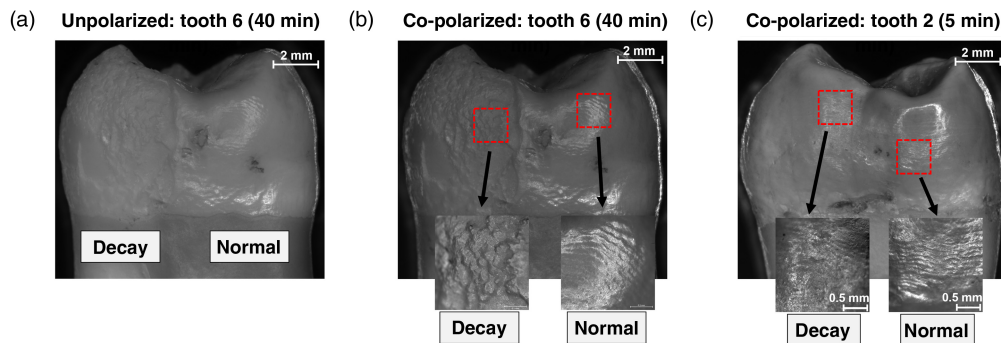 (a) Unpolarized: tooth 6 (40 min)
2 mm
Decay Normal
(b) Co-polarized: tooth 6 (40 min)
2 mm
Decay Normal
(c) Co-polarized: tooth 2 (5 min)
2 mm
0.5 mm 0.5 mm
Decay Normal